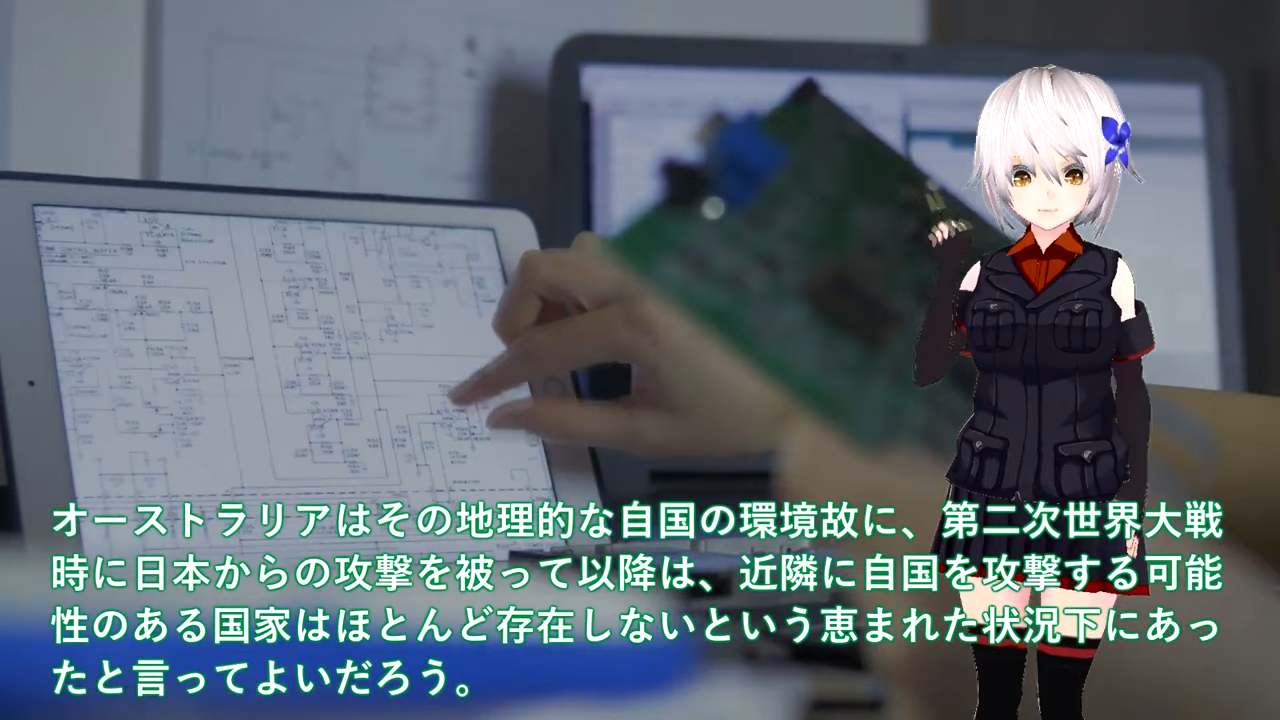 オーストラリアはその地理的な自国の環境故に、第二次世界大戦
時に日本からの攻撃を被って以降は、近隣に自国を攻撃する可能
性のある国家はほとんど存在しないという恵まれた状況下にあっ
たと言ってよいだろう。